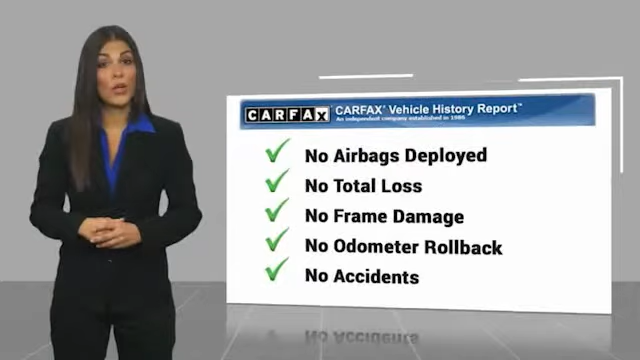 CARFAX CARFAX® Vehicle History Report™
An independent company established in 1986
No Airbags Deployed
No Total Loss
No Frame Damage
No Odometer Rollback
No Accidents